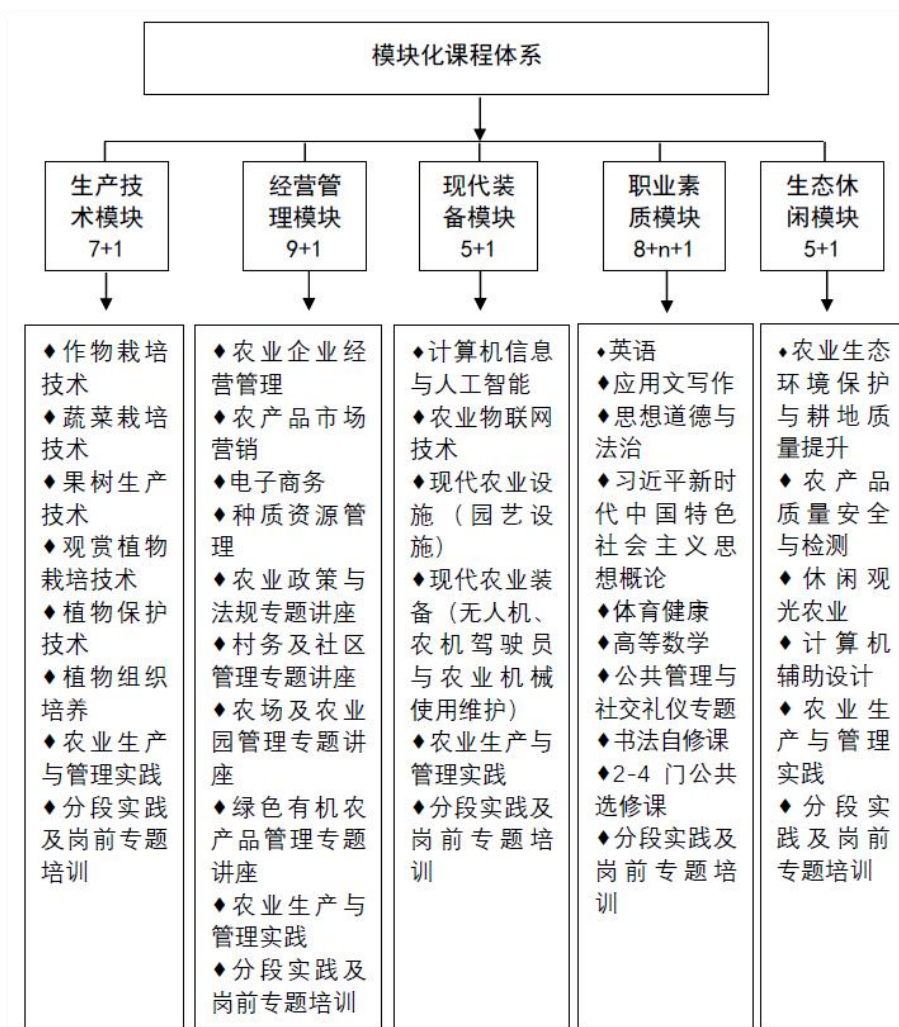 模块化课程体系
生产技
术模块
7+1
经营管
理模块
9+1
现代装
备模块
5+1
职业素
质模块
8+n+1
生态休
闲模块
5+1
♦作物栽培
技术
♦蔬菜栽培
技术
♦果树生产
技术
♦观赏植物
栽培技术
♦植物保护
技术
♦植物组织
培养
♦农业生产
与管理实践
♦分段实践
及岗前专题
培训
♦农业企业经
营管理
♦农产品市场
营销
♦电子商务
♦种质资源管
理
♦农业政策与
法规专题讲座
♦村务及社区
管理专题讲座
♦农场及农业
园管理专题讲
座
♦绿色有机农
产品管理专题
讲座
♦农业生产与
管理实践
♦分段实践及
岗前专题培训
♦计算机信息
与人工智能
♦农业物联网
技术
♦现代农业设
施（园艺设
施）
♦现代农业装
备（无人机、
农机驾驶员
与农业机械
使用维护）
♦农业生产与
管理实践
♦分段实践及
岗前专题培
训
♦英语
♦应用文写作
♦思想道德与
法治
♦习近平新时
代中国特色
社会主义思
想概论
♦体育健康
♦高等数学
♦公共管理与
社交礼仪专题
♦书法自修课
♦2-4 门公共
选修课
♦分段实践及
岗前专题培
训
♦农业生态
环境保护
与耕地质
量提升
♦农产品
质量安全
与检测
♦休闲观
光农业
♦计算机
辅助设计
♦农业生
产与管理
实践
♦分段实
践及岗前
专题培训